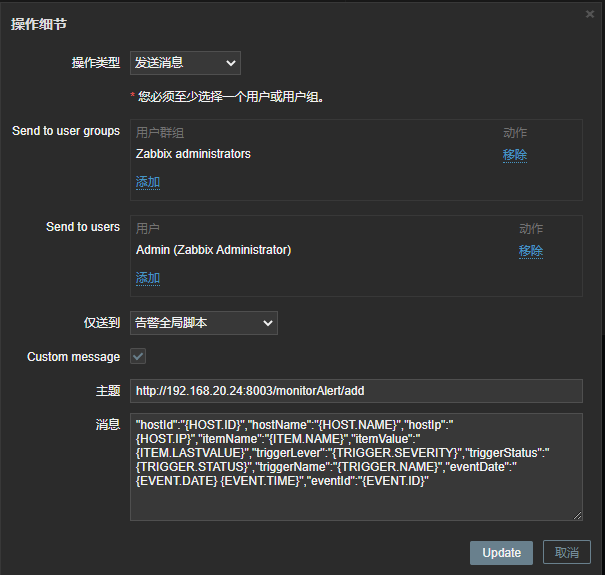 操作细节
操作类型 发送消息
* 您必须至少选择一个用户或用户组。
Send to user groups 用户群组 动作
Zabbix administrators 移除
添加
Send to users 用户 动作
Admin (Zabbix Administrator) 移除
添加
仅送到 告警全局脚本
Custom message
主题 http://192.168.20.24:8003/monitorAlert/add
消息 "hostId":"{HOST.ID}","hostName":"{HOST.NAME}","hostIp":"
{HOST.IP}","itemName":"{ITEM.NAME}","itemValue":"
{ITEM.LASTVALUE}","triggerLever":"{TRIGGER.SEVERITY}","triggerStatus":"
{TRIGGER.STATUS}","triggerName":"{TRIGGER.NAME}","eventDate":"
{EVENT.DATE} {EVENT.TIME}","eventId":"{EVENT.ID}"
Update 取消